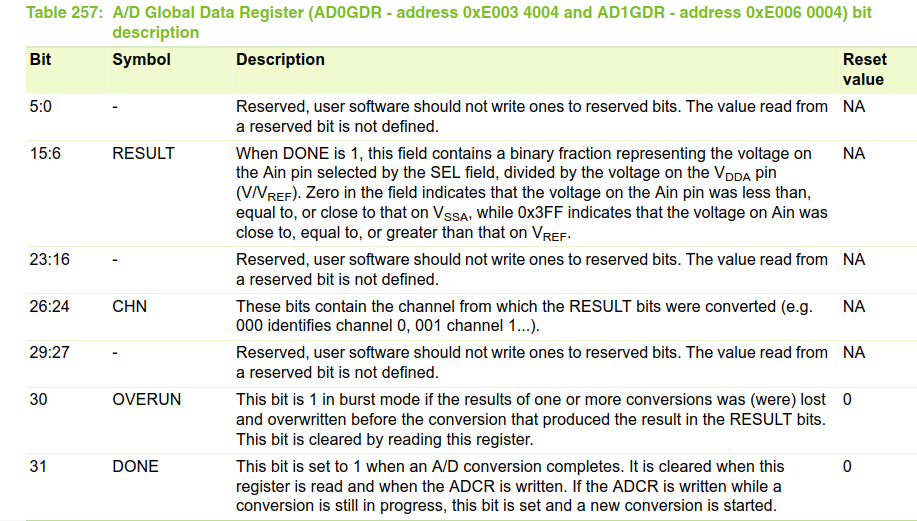 Table 257: A/D Global Data Register (AD0GDR - address 0xE003 4004 and AD1GDR - address 0xE006 0004) bit
description
Bit Symbol Description Reset
value
5:0 - Reserved, user software should not write ones to reserved bits. The value read from NA
a reserved bit is not defined.
15:6 RESULT When DONE is 1, this field contains a binary fraction representing the voltage on NA
the Ain pin selected by the SEL field, divided by the voltage on the VDDA pin
(V/VREF). Zero in the field indicates that the voltage on the Ain pin was less than,
equal to, or close to that on VSSA, while 0x3FF indicates that the voltage on Ain was
close to, equal to, or greater than that on VREF.
23:16 - Reserved, user software should not write ones to reserved bits. The value read from NA
a reserved bit is not defined.
26:24 CHN These bits contain the channel from which the RESULT bits were converted (e.g. NA
000 identifies channel 0, 001 channel 1...).
29:27 - Reserved, user software should not write ones to reserved bits. The value read from NA
a reserved bit is not defined.
30 OVERUN This bit is 1 in burst mode if the results of one or more conversions was (were) lost 0
and overwritten before the conversion that produced the result in the RESULT bits.
This bit is cleared by reading this register.
31 DONE This bit is set to 1 when an A/D conversion completes. It is cleared when this 0
register is read and when the ADCR is written. If the ADCR is written while a
conversion is still in progress, this bit is set and a new conversion is started.